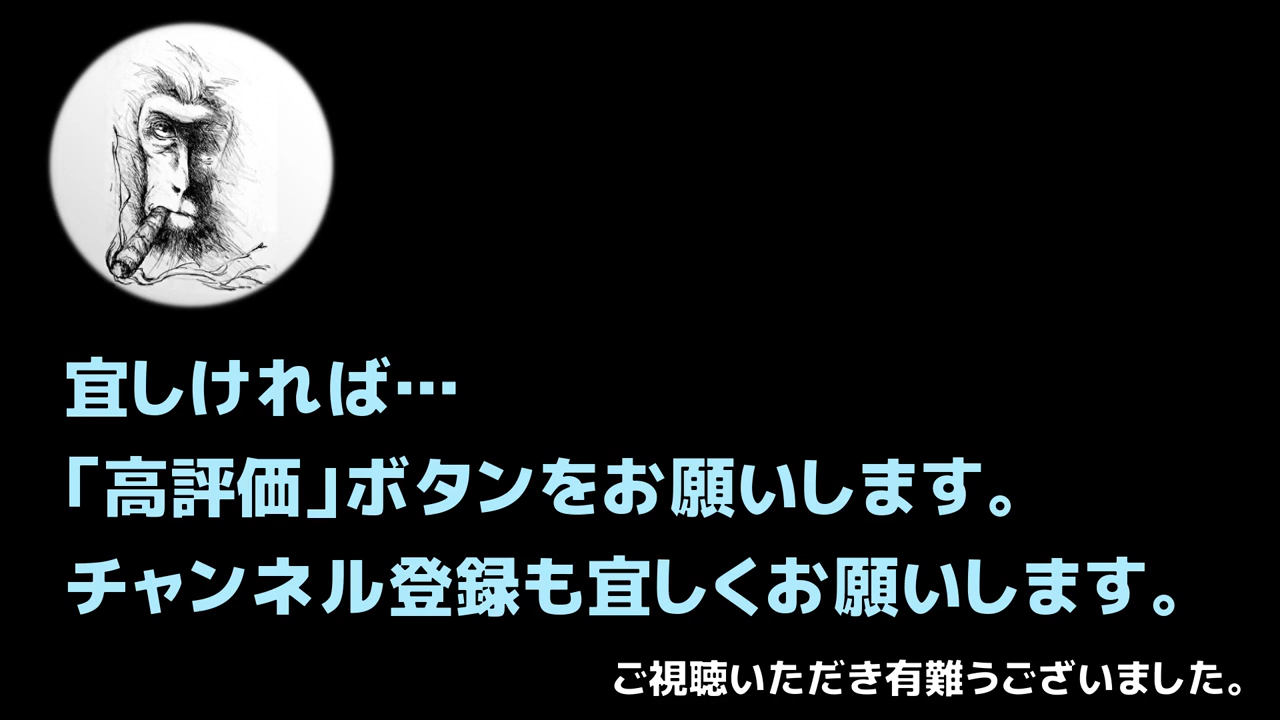 宜しければ…
「高評価」ボタンをお願いします。
チャンネル登録も宜しくお願いします。
ご視聴いただき有難うございました。